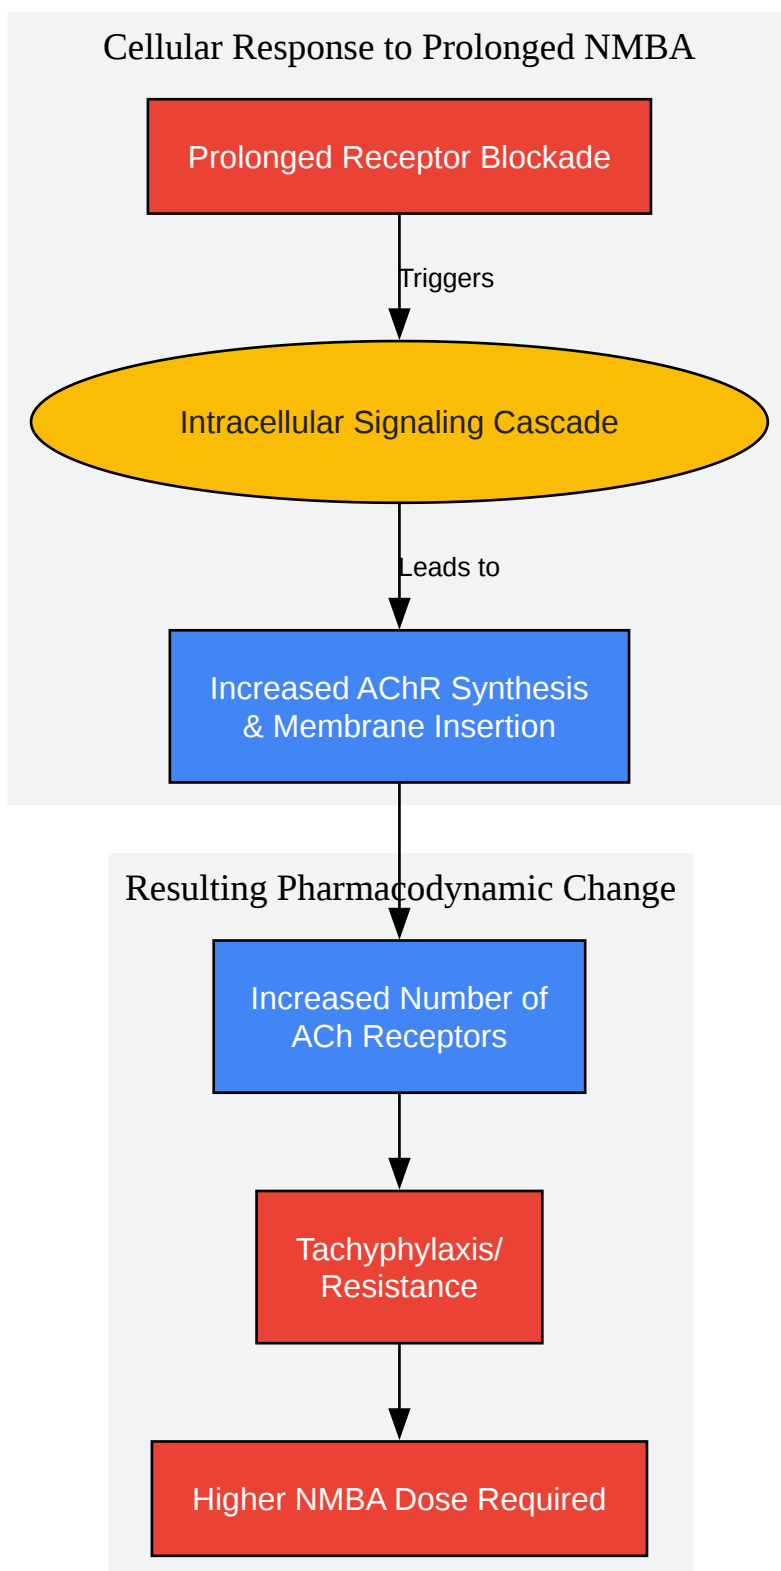 Cellular Response to Prolonged NMBA
Prolonged Receptor Blockade
Triggers
Intracellular Signaling Cascade
Leads to
Increased AChR Synthesis
& Membrane Insertion
Resulting Pharmacodynamic Change
Increased Number of
ACh Receptors
Tachyphylaxis/
Resistance
Higher NMBA Dose Required